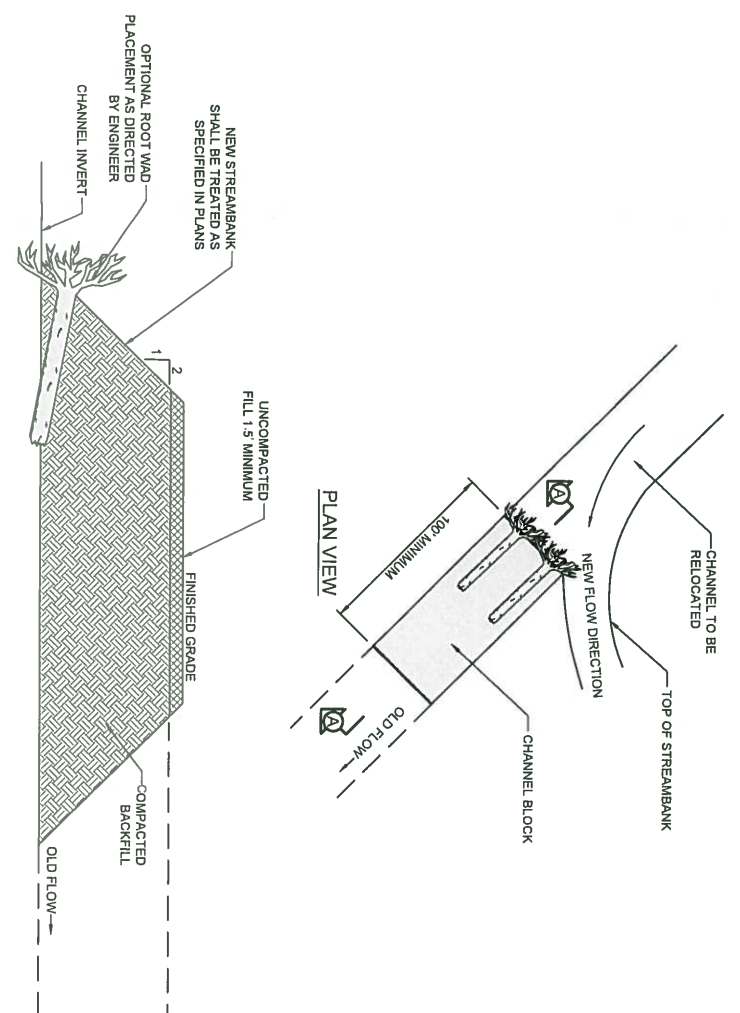 CHANNEL TO BE
RELOCATED
TOP OF STREAMBANK
NEW FLOW DIRECTION
A
100' MINIMUM
CHANNEL BLOCK
OLD FLOW
A
PLAN VIEW
UNCOMPACTED
FILL 1.5' MINIMUM
NEW STREAMBANK
SHALL BE TREATED AS
SPECIFIED IN PLANS
OPTIONAL ROOT WAD
PLACEMENT AS DIRECTED
BY ENGINEER
CHANNEL INVERT
2
1
FINISHED GRADE
COMPACTED
BACKFILL
OLD FLOW